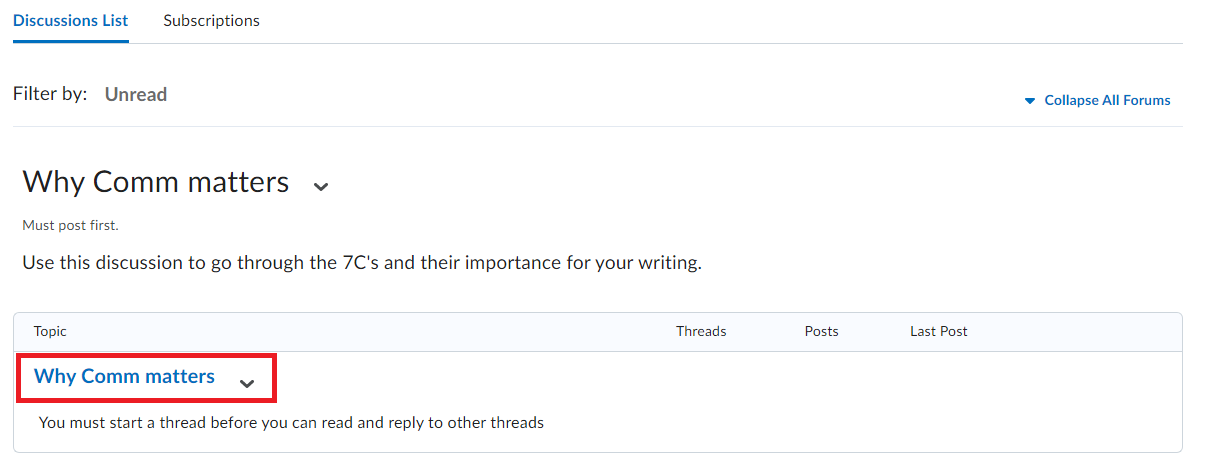 Discussions List Subscriptions
Filter by: Unread
Collapse All Forums
Why Comm matters
Must post first.
Use this discussion to go through the 7C's and their importance for your writing.
Topic Threads Posts Last Post
Why Comm matters
You must start a thread before you can read and reply to other threads